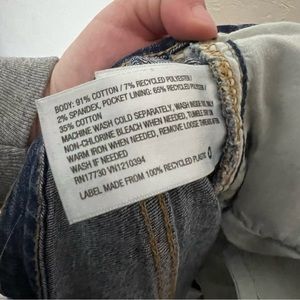 BODY: 91% COTTON / 7% RECYCLED POLYESTER /
2% SPANDEX, POCKET LINING: 65% RECYCLED POLYESTER /
35% COTTON
MACHINE WASH COLD SEPARATELY, WASH INSIDE OUT, ONLY
NON-CHLORINE BLEACH WHEN NEEDED, TUMBLE DRY LOW
WARM IRON WHEN NEEDED, REMOVE LOOSE THREADS
WASH IF NEEDED
RN17730 VN1210394
LABEL MADE FROM 100% RECYCLED PLASTIC